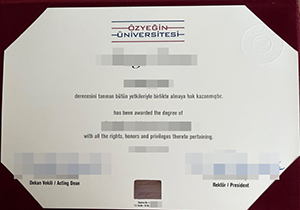 ÖZYEĞİN
ÜNİVERSİTESİ
derecesini tanınan bütün yetkileriyle birlikte almaya hak kazanmıştır.
has been awarded the degree of
with all the rights, honors and privileges thereto pertaining.
Dekan Vekili / Acting Dean
Rektör / President